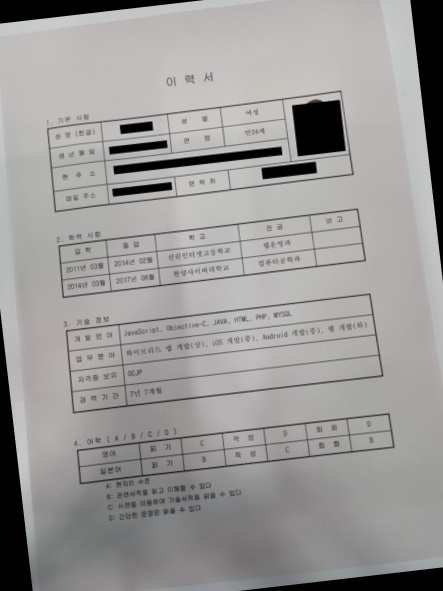 이 력 서
1. 기본 사항
성 명 (한글) 성 별 여성
생 년 월 일 연 령 만24세
현 주 소
메일 주소 연 락 처
2. 학력 사항
입 학 졸 업 학 교 전 공 비 고
2011년 03월 2014년 02월 선린인터넷고등학교 웹운영과
2014년 03월 2017년 08월 한양사이버대학교 컴퓨터공학과
3. 기술 정보
개 발 언 어 JavaScript, Objective-C, JAVA, HTML, PHP, MYSQL
업 무 분 야 하이브리드 앱 개발(상), iOS 개발(중), Android 개발(중), 웹 개발(하)
자격증 보유 OCJP
경 력 기 간 7년 7개월
4. 어학 ( A / B / C / D )
영어 읽 기 C 작 성 D 회 화 D
일본어 읽 기 B 작 성 C 회 화 B
A: 현지인 수준
B: 관련서적을 읽고 이해할 수 있다
C: 사전을 이용하여 기술서적을 읽을 수 있다
D: 간단한 문장은 읽을 수 있다